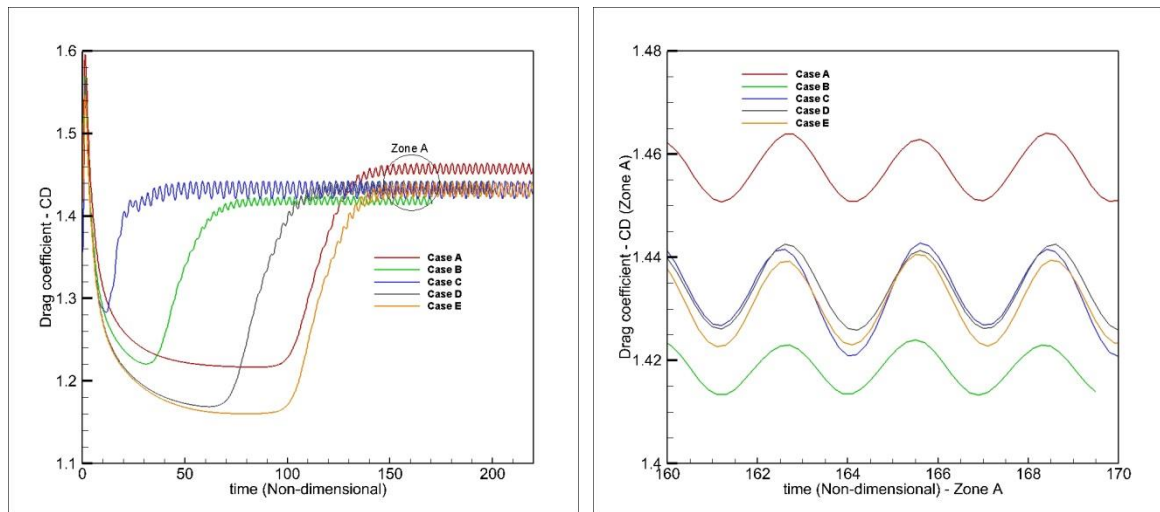 1.6
1.5
1.4
1.3
1.2
1.1
Drag coefficient - CD
Zone A
Case A
Case B
Case C
Case D
Case E
0
50
100
150
200
time (Non-dimensional)
1.48
1.46
1.44
1.42
1.4
Drag coefficient - CD (Zone A)
Case A
Case B
Case C
Case D
Case E
160
162
164
166
168
170
time (Non-dimensional) - Zone A